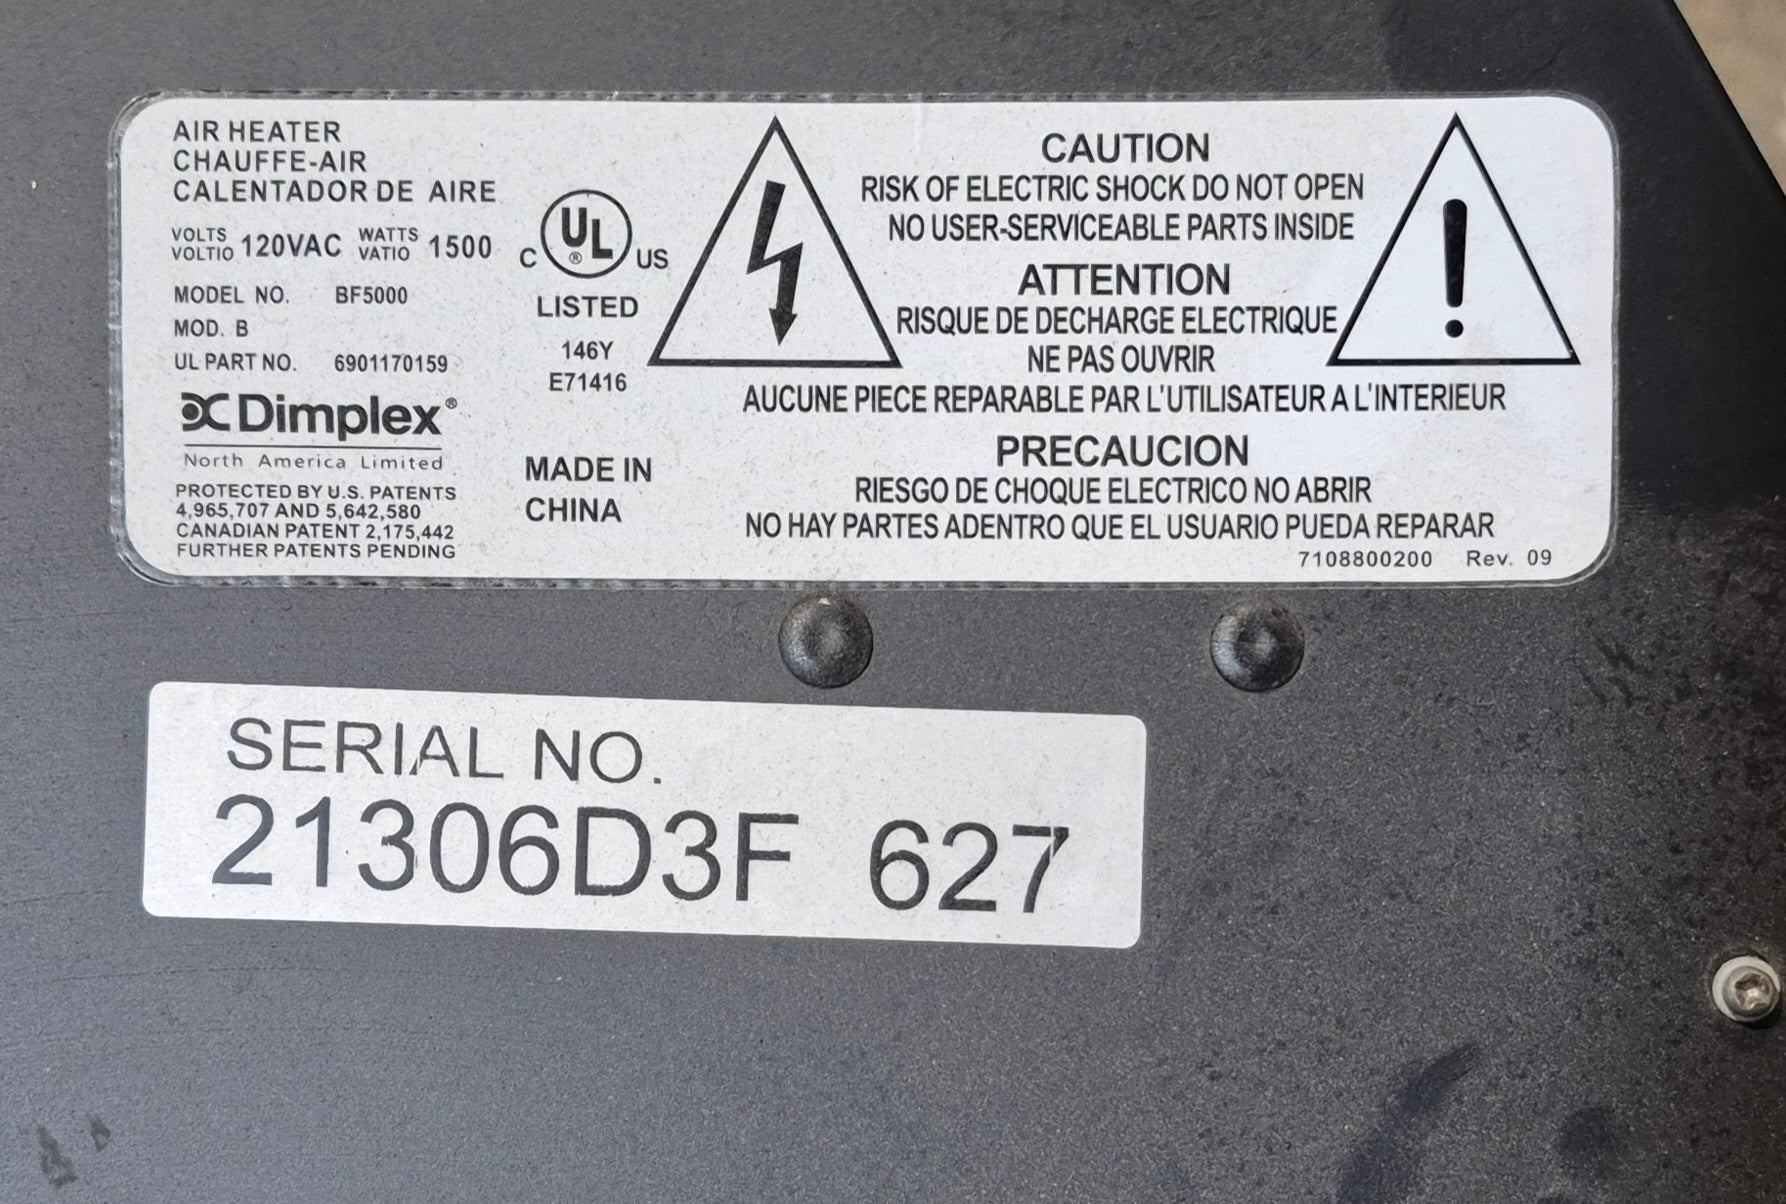 AIR HEATER
CHAUFFE-AIR
CALENTADOR DE AIRE
VOLTS
VOLTIO 120VAC WATTS
VATIO 1500
MODEL NO. BF5000
MOD. B
UL PART NO. 6901170159
Dimplex®
North America Limited
PROTECTED BY U.S. PATENTS
4,965,707 AND 5,642,580
CANADIAN PATENT 2,175,442
FURTHER PATENTS PENDING
C UL® US
LISTED
146Y
E71416
MADE IN
CHINA
CAUTION
RISK OF ELECTRIC SHOCK DO NOT OPEN
NO USER-SERVICEABLE PARTS INSIDE
ATTENTION
RISQUE DE DECHARGE ELECTRIQUE
NE PAS OUVRIR
AUCUNE PIECE REPARABLE PAR L'UTILISATEUR A L'INTERIEUR
PRECAUCION
RIESGO DE CHOQUE ELECTRICO NO ABRIR
NO HAY PARTES ADENTRO QUE EL USUARIO PUEDA REPARAR
7108800200 Rev. 09
SERIAL NO.
21306D3F 627